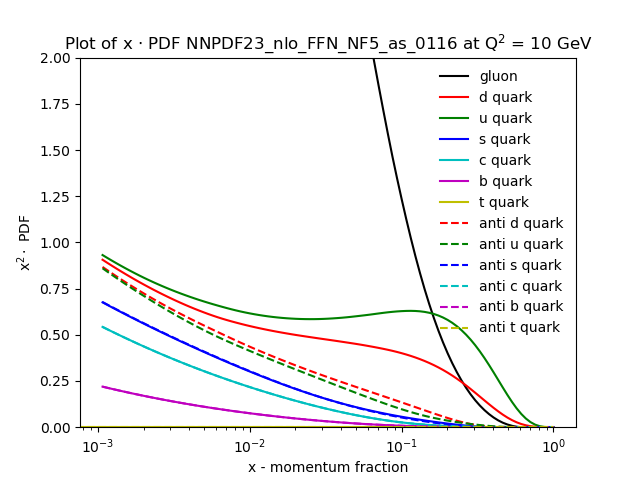 Plot of x · PDF NNPDF23_nlo_FFN_NF5_as_0116 at Q² = 10 GeV
2.00
1.75
1.50
1.25
1.00
0.75
0.50
0.25
0.00
x² · PDF
gluon
d quark
u quark
s quark
c quark
b quark
t quark
anti d quark
anti u quark
anti s quark
anti c quark
anti b quark
anti t quark
10⁻³ 10⁻² 10⁻¹ 10⁰
x - momentum fraction